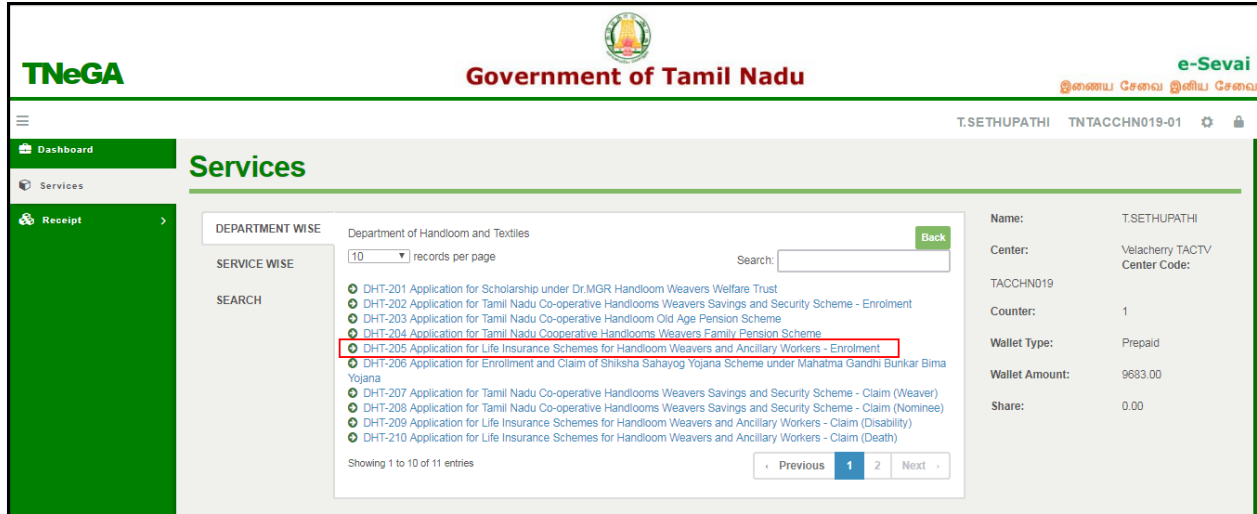 TNeGA
Government of Tamil Nadu
e-Sevai
இணைய சேவை இனிய சேவை
T.SETHUPATHI TNTACCHN019-01
Dashboard
Services
Receipt
Services
DEPARTMENT WISE
SERVICE WISE
SEARCH
Department of Handloom and Textiles
Back
10 records per page
Search:
DHT-201 Application for Scholarship under Dr.MGR Handloom Weavers Welfare Trust
DHT-202 Application for Tamil Nadu Co-operative Handlooms Weavers Savings and Security Scheme - Enrolment
DHT-203 Application for Tamil Nadu Co-operative Handloom Old Age Pension Scheme
DHT-204 Application for Tamil Nadu Cooperative Handlooms Weavers Family Pension Scheme
DHT-205 Application for Life Insurance Schemes for Handloom Weavers and Ancillary Workers - Enrolment
DHT-206 Application for Enrollment and Claim of Shiksha Sahayog Yojana Scheme under Mahatma Gandhi Bunkar Bima
Yojana
DHT-207 Application for Tamil Nadu Co-operative Handlooms Weavers Savings and Security Scheme - Claim (Weaver)
DHT-208 Application for Tamil Nadu Co-operative Handlooms Weavers Savings and Security Scheme - Claim (Nominee)
DHT-209 Application for Life Insurance Schemes for Handloom Weavers and Ancillary Workers - Claim (Disability)
DHT-210 Application for Life Insurance Schemes for Handloom Weavers and Ancillary Workers - Claim (Death)
Showing 1 to 10 of 11 entries
Previous 1 2 Next
Name: T.SETHUPATHI
Center: Velacherry TACTV
Center Code:
TACCHN019
Counter: 1
Wallet Type: Prepaid
Wallet Amount: 9683.00
Share: 0.00